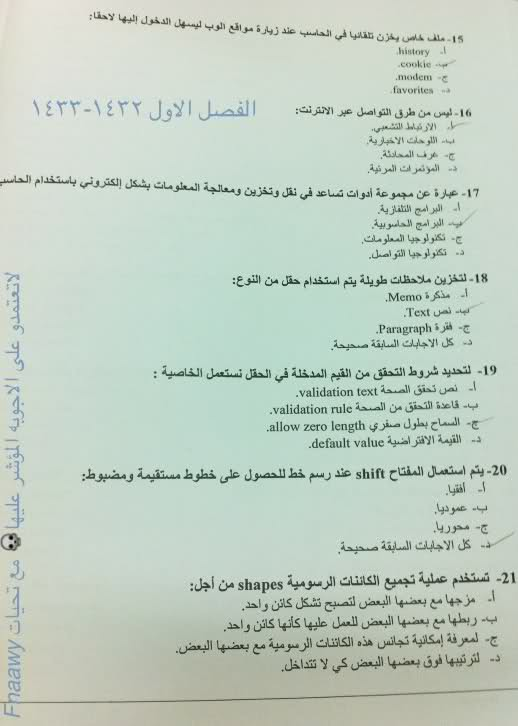 15- ملف خاص يخزن تلقائيا في الحاسب عند زيارة مواقع الوب ليسهل الدخول إليها لاحقا:
أ- history.
ب- cookie.
ج- modem.
د- favorites.
الفصل الاول ١٤٣٢-١٤٣٣
16- ليس من طرق التواصل عبر الانترنت:
أ- الارتباط التشعبي.
ب- اللوحات الاخبارية.
ج- غرف المحادثة.
د- المؤتمرات المرئية.
17- عبارة عن مجموعة أدوات تساعد في نقل وتخزين ومعالجة المعلومات بشكل إلكتروني باستخدام الحاسب
أ- البرامج التلفازية.
ب- البرامج الحاسوبية.
ج- تكنولوجيا المعلومات.
د- تكنولوجيا التواصل.
18- لتخزين ملاحظات طويلة يتم استخدام حقل من النوع:
أ- مذكرة Memo.
ب- نص Text.
ج- فقرة Paragraph.
د- كل الاجابات السابقة صحيحة.
19- لتحديد شروط التحقق من القيم المدخلة في الحقل نستعمل الخاصية :
أ- نص تحقق الصحة validation text.
ب- قاعدة التحقق من الصحة validation rule.
ج- السماح بطول صفري allow zero length.
د- القيمة الافتراضية default value.
20- يتم استعمال المفتاح shift عند رسم خط للحصول على خطوط مستقيمة ومضبوط:
أ- أفقيا.
ب- عموديا.
ج- محوريا.
د- كل الاجابات السابقة صحيحة.
21- تستخدم عملية تجميع الكائنات الرسومية shapes من أجل:
أ- مزجها مع بعضها البعض لتصبح تشكل كائن واحد.
ب- ربطها مع بعضها البعض للعمل عليها كأنها كائن واحد.
ج- لمعرفة إمكانية تجانس هذه الكائنات الرسومية مع بعضها البعض.
د- لترتيبها فوق بعضها البعض كي لا تتداخل.
لاتعتمدو على الاجوبه المؤشر عليها 💀 مع تحيات Fnaawy